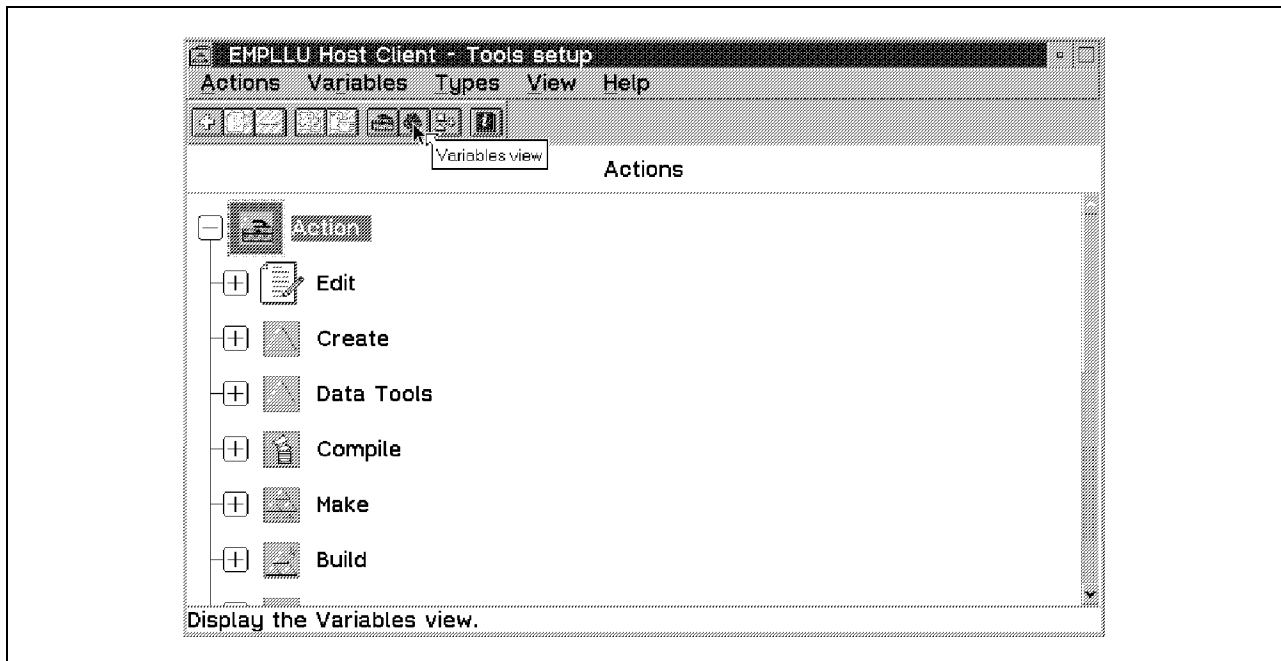 EMPLLU Host Client - Tools setup
Actions Variables Types View Help
Variables view
Actions
Action
Edit
Create
Data Tools
Compile
Make
Build
Display the Variables view.